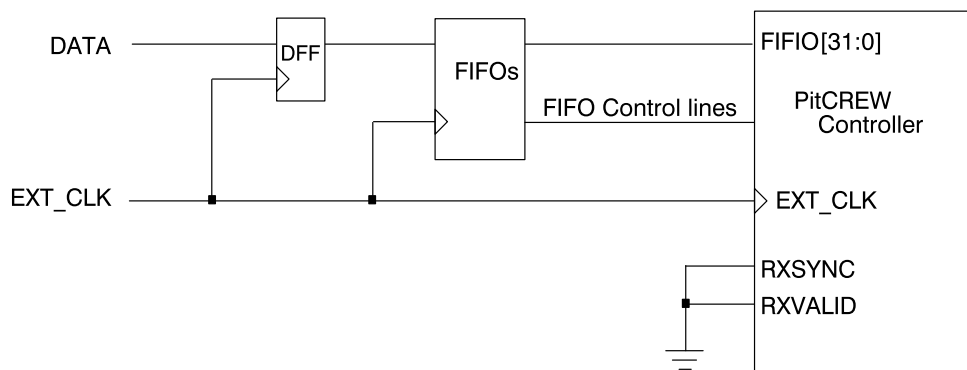 DATA
DFF
FIFOs
FIFIO[31:0]
FIFO Control lines
PitCREW
Controller
EXT_CLK
EXT_CLK
RXSYNC
RXVALID